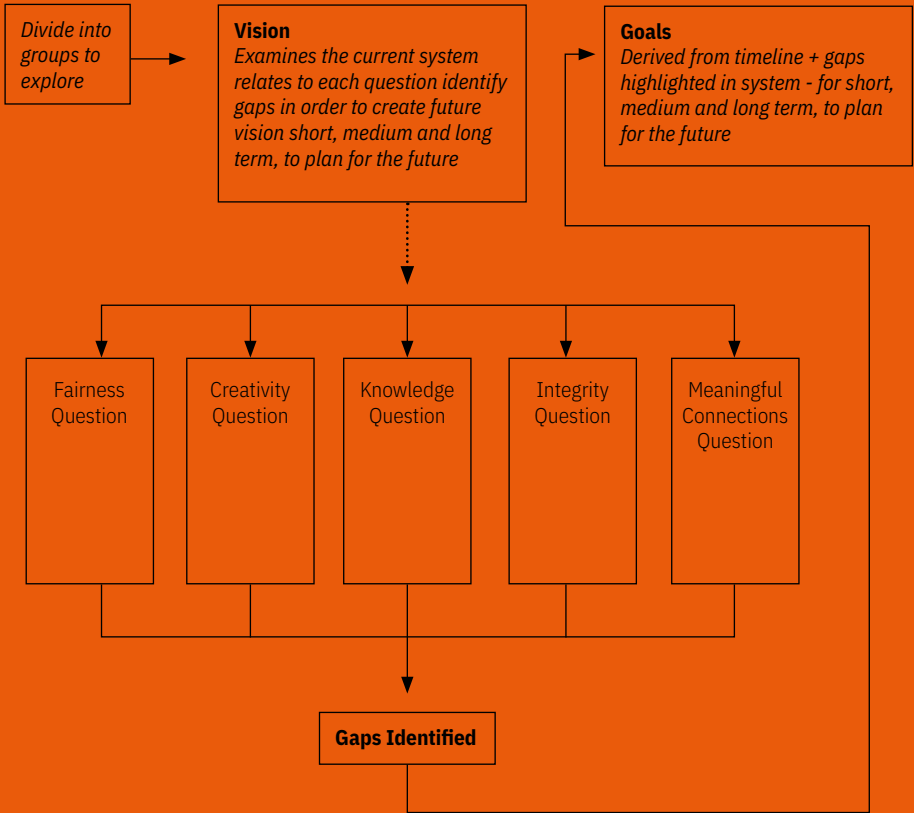 Divide into
groups to
explore
Vision
Examines the current system
relates to each question identify
gaps in order to create future
vision short, medium and long
term, to plan for the future
Goals
Derived from timeline + gaps
highlighted in system - for short,
medium and long term, to plan
for the future
Fairness
Question
Creativity
Question
Knowledge
Question
Integrity
Question
Meaningful
Connections
Question
Gaps Identified